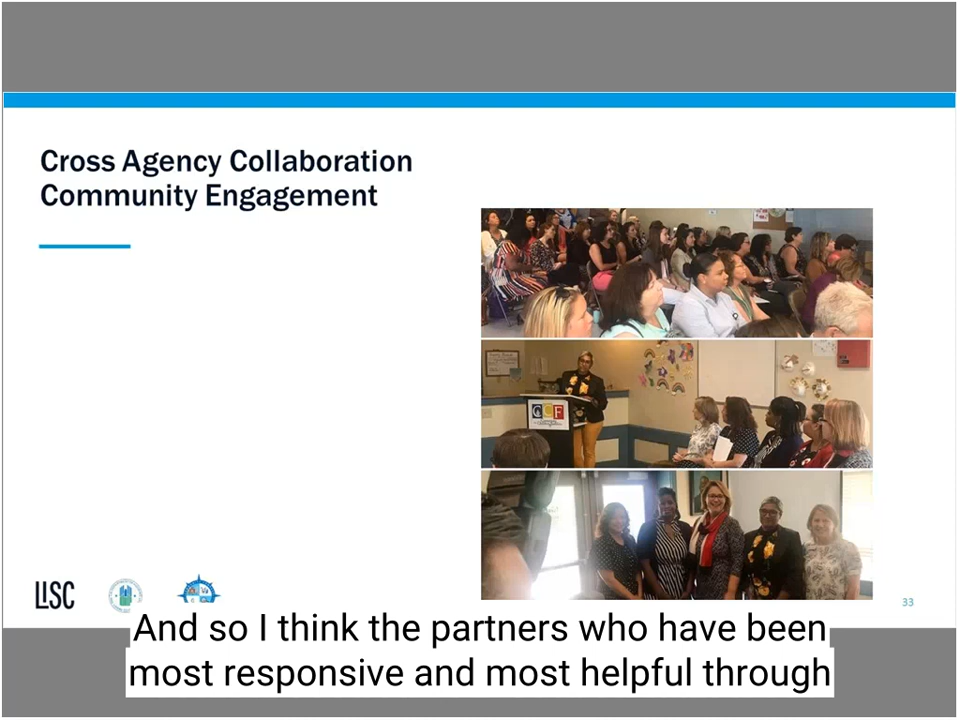 Cross Agency Collaboration
Community Engagement
CCF
LISC
33
And so I think the partners who have been
most responsive and most helpful through